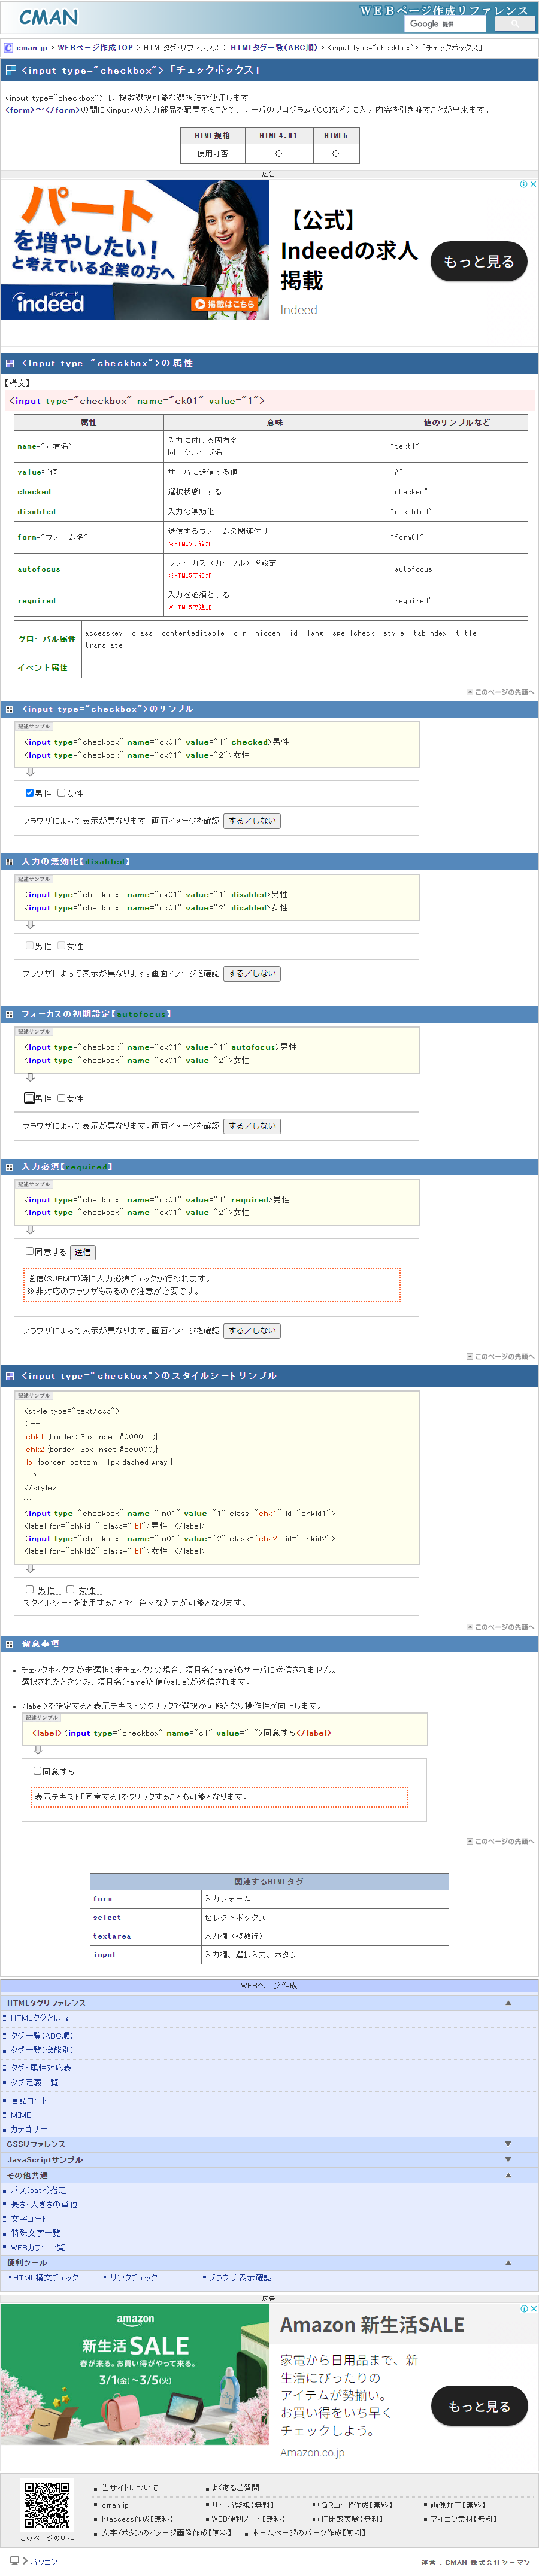 CMAN
WEBページ作成リファレンス
Google 提供
cman.jp > WEBページ作成TOP > HTMLタグ・リファレンス > HTMLタグ一覧(ABC順) > <input type="checkbox"> 「チェックボックス」
<input type="checkbox"> 「チェックボックス」
<input type="checkbox">は、複数選択可能な選択肢で使用します。
<form>～</form>の間に<input>の入力部品を配置することで、サーバのプログラム(CGIなど)に入力内容を引き渡すことが出来ます。
HTML規格 HTML4.01 HTML5
使用可否 ○ ○
広告
パート
を増やしたい!
と考えている企業の方へ
インディード
indeed
掲載はこちら
【公式】
Indeedの求人
掲載
Indeed
もっと見る
<input type="checkbox">の属性
【構文】
<input type="checkbox" name="ck01" value="1">
属性 意味 値のサンプルなど
name="固有名" 入力に付ける固有名
同一グループ名 "text1"
value="値" サーバに送信する値 "A"
checked 選択状態にする "checked"
disabled 入力の無効化 "disabled"
form="フォーム名" 送信するフォームの関連付け
※HTML5で追加 "form01"
autofocus フォーカス(カーソル)を設定
※HTML5で追加 "autofocus"
required 入力を必須とする
※HTML5で追加 "required"
グローバル属性 accesskey class contenteditable dir hidden id lang spellcheck style tabindex title
translate
イベント属性
このページの先頭へ
<input type="checkbox">のサンプル
記述サンプル
<input type="checkbox" name="ck01" value="1" checked>男性
<input type="checkbox" name="ck01" value="2">女性
男性 女性
ブラウザによって表示が異なります。画面イメージを確認 する／しない
入力の無効化【disabled】
記述サンプル
<input type="checkbox" name="ck01" value="1" disabled>男性
<input type="checkbox" name="ck01" value="2" disabled>女性
男性 女性
ブラウザによって表示が異なります。画面イメージを確認 する／しない
フォーカスの初期設定【autofocus】
記述サンプル
<input type="checkbox" name="ck01" value="1" autofocus>男性
<input type="checkbox" name="ck01" value="2">女性
男性 女性
ブラウザによって表示が異なります。画面イメージを確認 する／しない
入力必須【required】
記述サンプル
<input type="checkbox" name="ck01" value="1" required>男性
<input type="checkbox" name="ck01" value="2">女性
同意する 送信
送信(SUBMIT)時に入力必須チェックが行われます。
※非対応のブラウザもあるので注意が必要です。
ブラウザによって表示が異なります。画面イメージを確認 する／しない
このページの先頭へ
<input type="checkbox">のスタイルシートサンプル
記述サンプル
<style type="text/css">
<!--
.chk1 {border: 3px inset #0000cc;}
.chk2 {border: 3px inset #cc0000;}
.lbl {border-bottom : 1px dashed gray;}
-->
</style>
～
<input type="checkbox" name="in01" value="1" class="chk1" id="chkid1">
<label for="chkid1" class="lbl">男性 </label>
<input type="checkbox" name="in01" value="2" class="chk2" id="chkid2">
<label for="chkid2" class="lbl">女性 </label>
男性 女性
スタイルシートを使用することで、色々な入力が可能となります。
このページの先頭へ
留意事項
• チェックボックスが未選択(未チェック)の場合、項目名(name)もサーバに送信されません。
選択されたときのみ、項目名(name)と値(value)が送信されます。
• <label>を指定すると表示テキストのクリックで選択が可能となり操作性が向上します。
記述サンプル
<label><input type="checkbox" name="c1" value="1">同意する</label>
同意する
表示テキスト「同意する」をクリックすることも可能となります。
このページの先頭へ
関連するHTMLタグ
form 入力フォーム
select セレクトボックス
textarea 入力欄(複数行)
input 入力欄、選択入力、ボタン
WEBページ作成
HTMLタグリファレンス ▲
HTMLタグとは？
タグ一覧(ABC順)
タグ一覧(機能別)
タグ・属性対応表
タグ定義一覧
言語コード
MIME
カテゴリー
CSSリファレンス ▼
JavaScriptサンプル ▼
その他共通 ▲
パス(path)指定
長さ・大きさの単位
文字コード
特殊文字一覧
WEBカラー一覧
便利ツール ▲
HTML構文チェック リンクチェック ブラウザ表示確認
広告
amazon
新生活
SALE
春が来る。お買い得がやって来る。
3/1(金)～3/5(火)
Amazon 新生活SALE
家電から日用品まで、新
生活にぴったりの
アイテムが勢揃い。
お買い得をいち早く
チェックしよう。
Amazon.co.jp
もっと見る
このページのURL
当サイトについて よくあるご質問
cman.jp サーバ監視【無料】 QRコード作成【無料】 画像加工【無料】
htaccess作成【無料】 WEB便利ノート【無料】 IT比較実験【無料】 アイコン素材【無料】
文字/ボタンのイメージ画像作成【無料】 ホームページのパーツ作成【無料】
パソコン
運営 : CMAN 株式会社シーマン